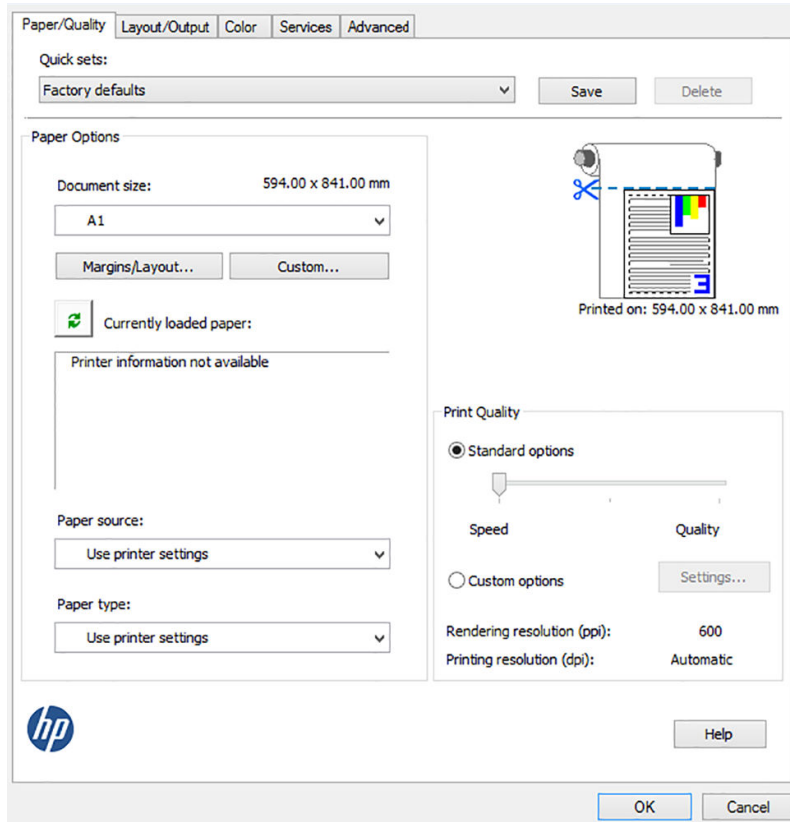 Paper/Quality Layout/Output Color Services Advanced
Quick sets:
Factory defaults
Save Delete
Paper Options
Document size: 594.00 x 841.00 mm
A1
Margins/Layout... Custom...
Currently loaded paper:
Printer information not available
Paper source:
Use printer settings
Paper type:
Use printer settings
3
Printed on: 594.00 x 841.00 mm
Print Quality
Standard options
Speed Quality
Custom options Settings...
Rendering resolution (ppi): 600
Printing resolution (dpi): Automatic
hp
Help
OK Cancel